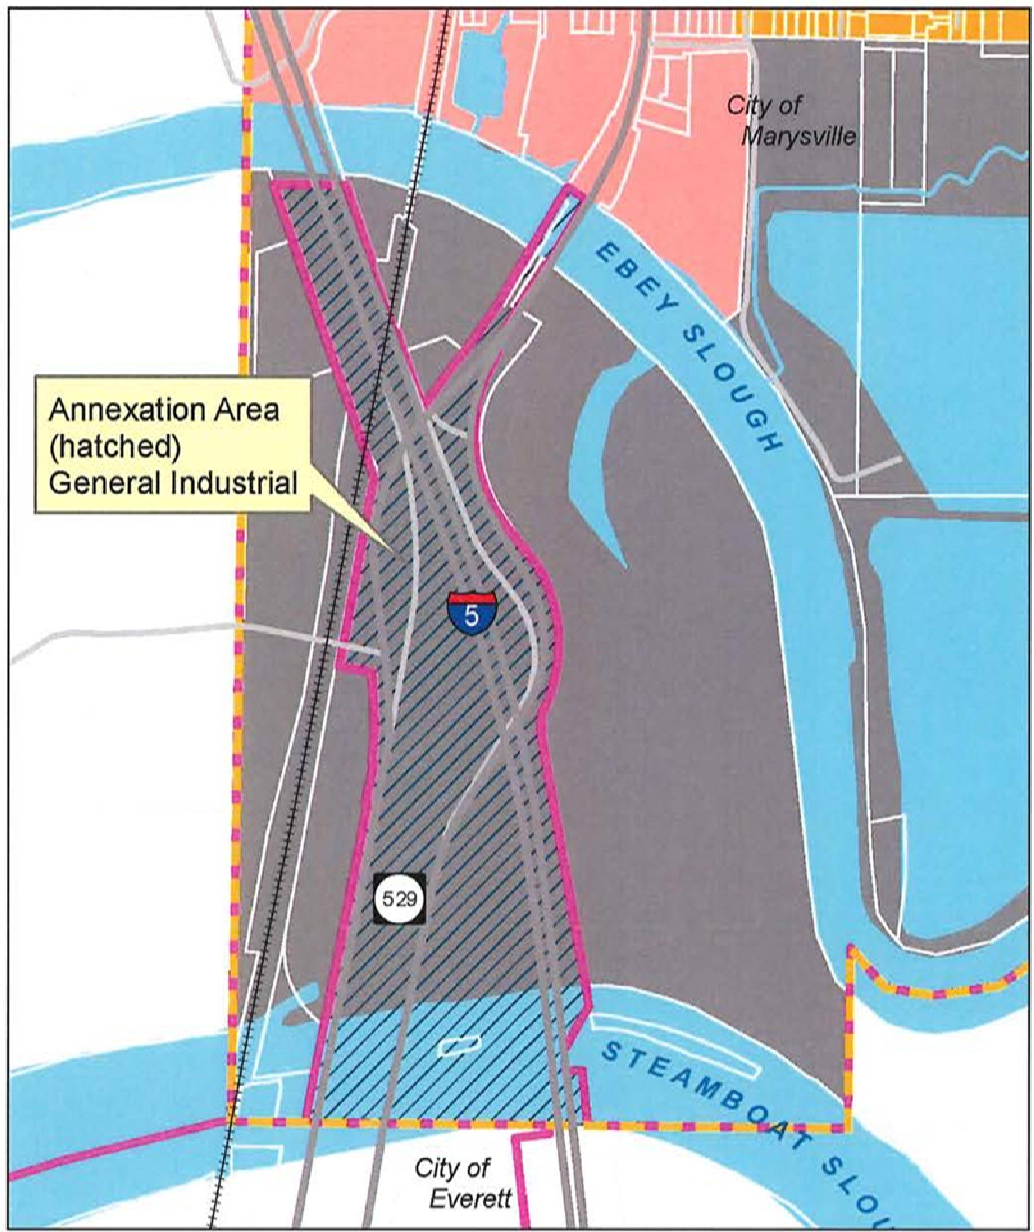 City of
Marysville
EBEY SLOUGH
Annexation Area
(hatched)
General Industrial
5
529
STEAMBOAT SLOU
City of
Everett